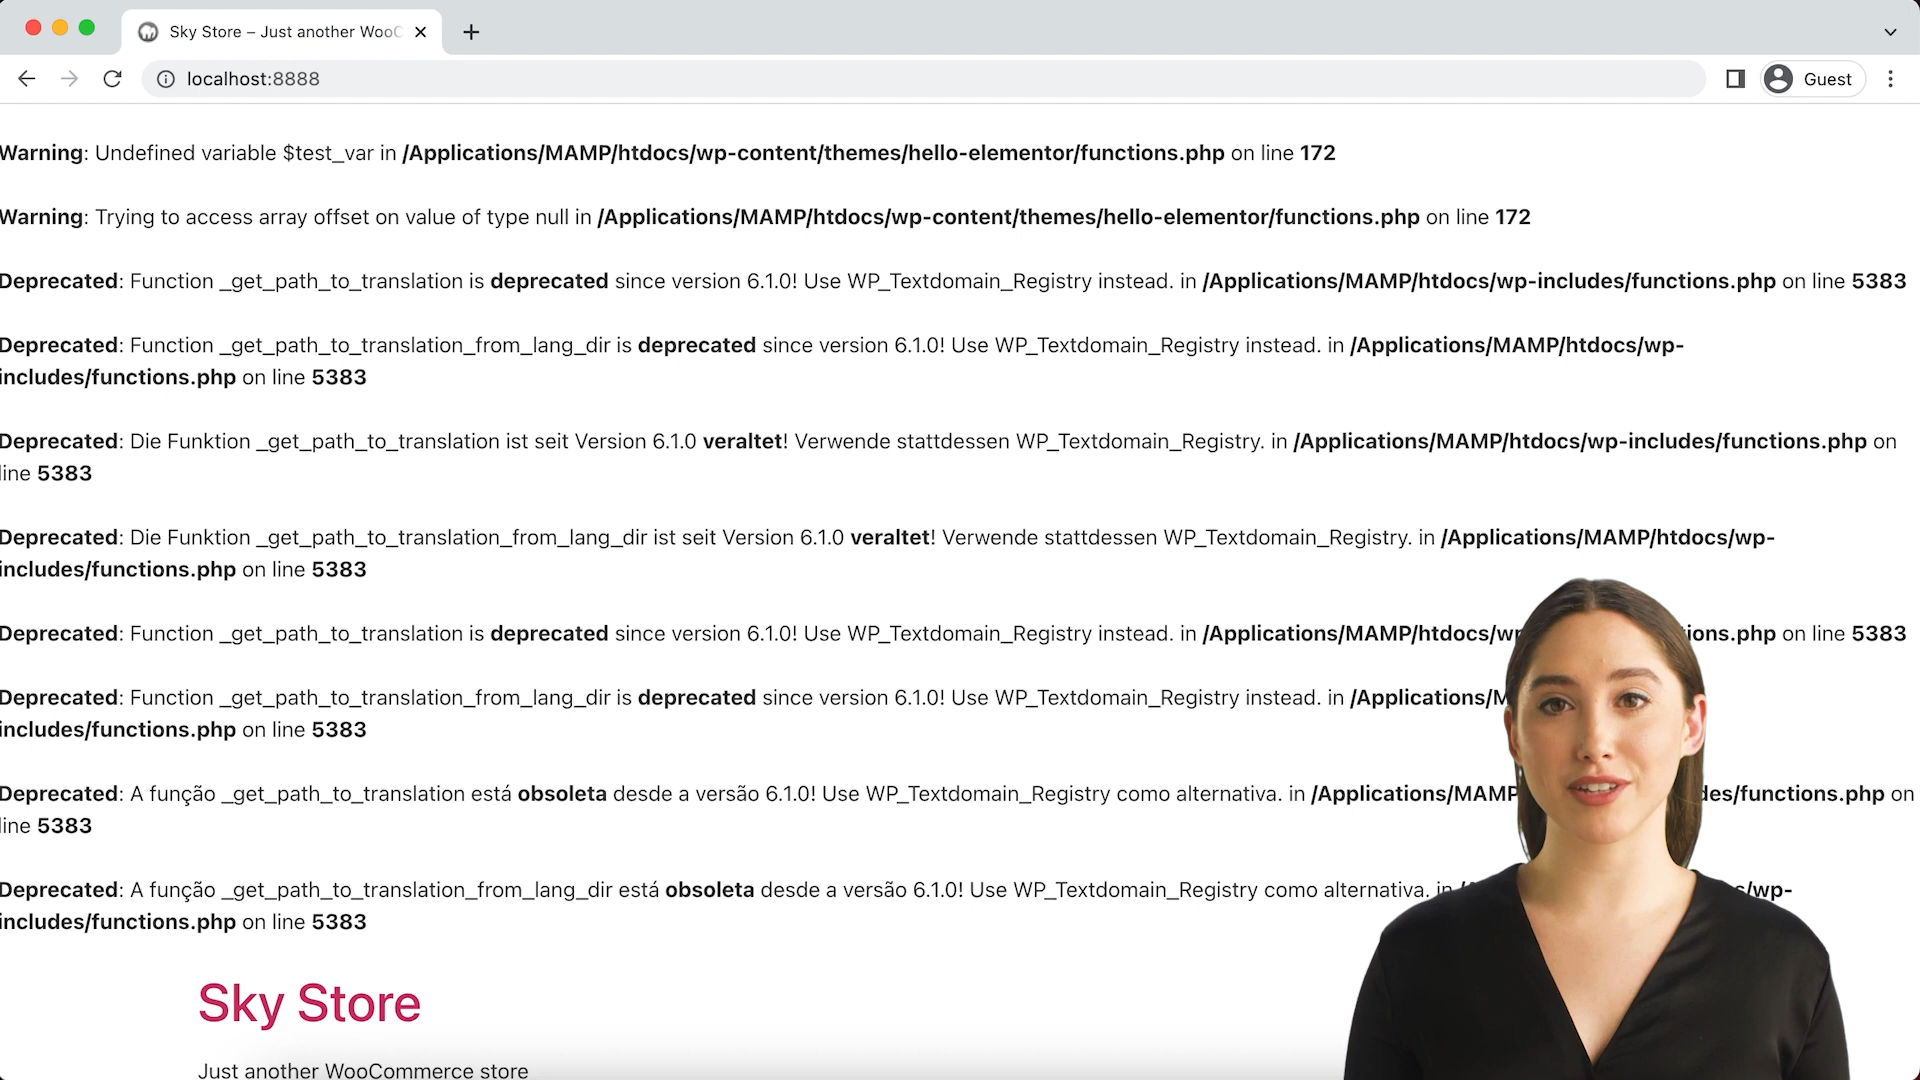 Sky Store – Just another WooC
localhost:8888
Guest
Warning: Undefined variable $test_var in /Applications/MAMP/htdocs/wp-content/themes/hello-elementor/functions.php on line 172
Warning: Trying to access array offset on value of type null in /Applications/MAMP/htdocs/wp-content/themes/hello-elementor/functions.php on line 172
Deprecated: Function _get_path_to_translation is deprecated since version 6.1.0! Use WP_Textdomain_Registry instead. in /Applications/MAMP/htdocs/wp-includes/functions.php on line 5383
Deprecated: Function _get_path_to_translation_from_lang_dir is deprecated since version 6.1.0! Use WP_Textdomain_Registry instead. in /Applications/MAMP/htdocs/wp-
includes/functions.php on line 5383
Deprecated: Die Funktion _get_path_to_translation ist seit Version 6.1.0 veraltet! Verwende stattdessen WP_Textdomain_Registry. in /Applications/MAMP/htdocs/wp-includes/functions.php on
line 5383
Deprecated: Die Funktion _get_path_to_translation_from_lang_dir ist seit Version 6.1.0 veraltet! Verwende stattdessen WP_Textdomain_Registry. in /Applications/MAMP/htdocs/wp-
includes/functions.php on line 5383
Deprecated: Function _get_path_to_translation is deprecated since version 6.1.0! Use WP_Textdomain_Registry instead. in /Applications/MAMP/htdocs/ ions.php on line 5383
Deprecated: Function _get_path_to_translation_from_lang_dir is deprecated since version 6.1.0! Use WP_Textdomain_Registry instead. in /Applications/
includes/functions.php on line 5383
Deprecated: A função _get_path_to_translation está obsoleta desde a versão 6.1.0! Use WP_Textdomain_Registry como alternativa. in /Applications/MAMP des/functions.php on
line 5383
Deprecated: A função _get_path_to_translation_from_lang_dir está obsoleta desde a versão 6.1.0! Use WP_Textdomain_Registry como alternativa. in /wp-
includes/functions.php on line 5383
Sky Store
Just another WooCommerce store